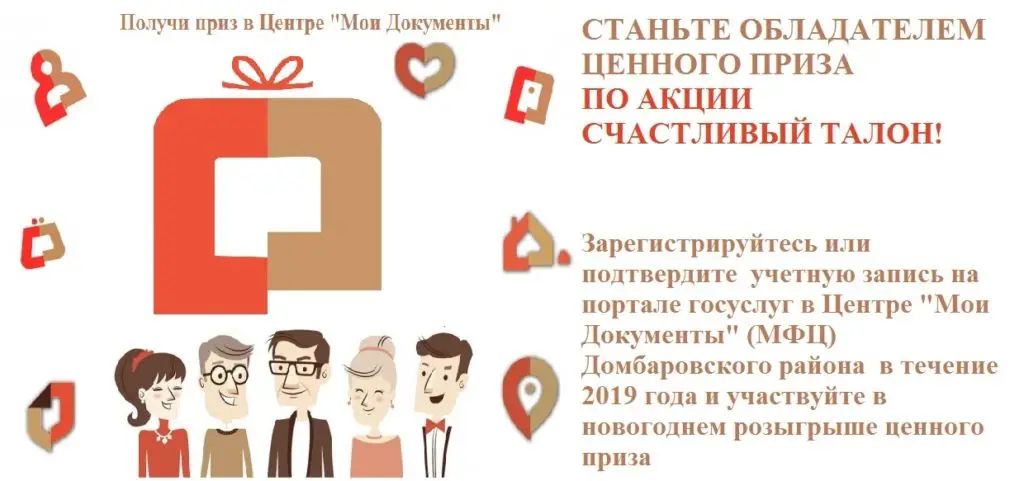 Получи приз в Центре "Мои Документы"
СТАНЬТЕ ОБЛАДАТЕЛЕМ
ЦЕННОГО ПРИЗА
ПО АКЦИИ
СЧАСТЛИВЫЙ ТАЛОН!
Зарегистрируйтесь или
подтвердите учетную запись на
портале госуслуг в Центре "Мои
Документы" (МФЦ)
Домбаровского района в течение
2019 года и участвуйте в
новогоднем розыгрыше ценного
приза